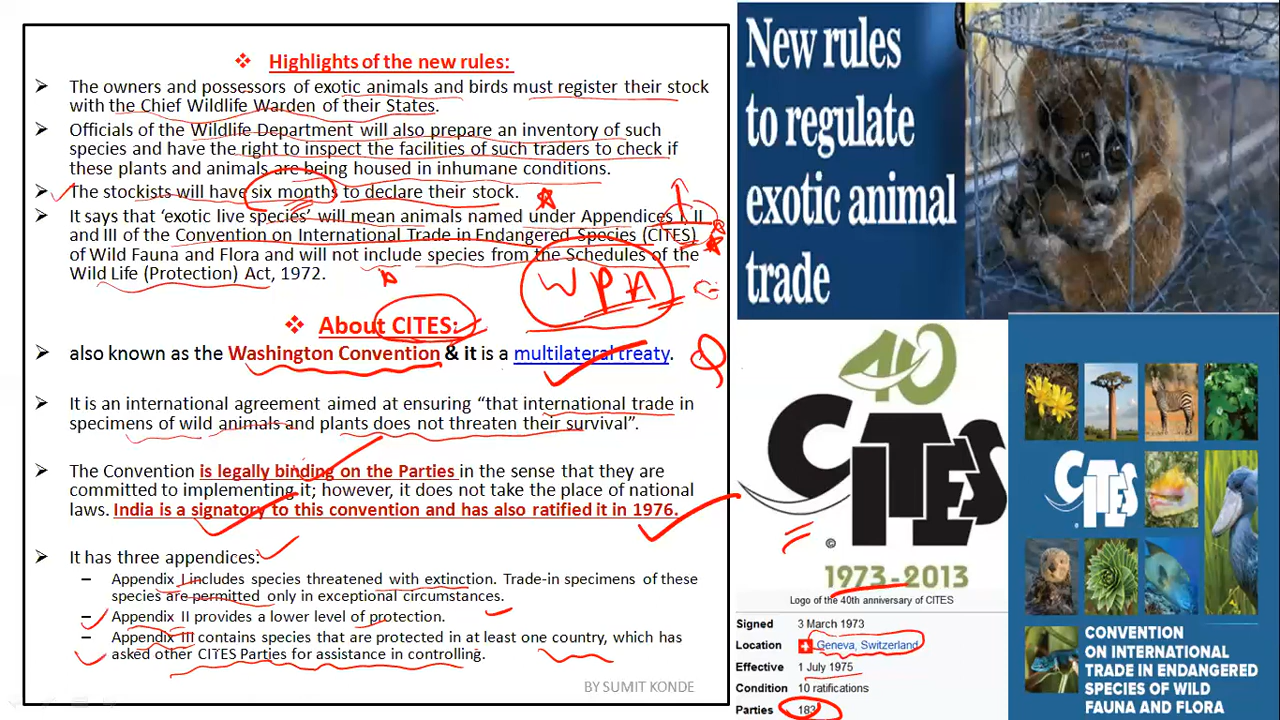 ❖ Highlights of the new rules:
➢ The owners and possessors of exotic animals and birds must register their stock
with the Chief Wildlife Warden of their States.
➢ Officials of the Wildlife Department will also prepare an inventory of such
species and have the right to inspect the facilities of such traders to check if
these plants and animals are being housed in inhumane conditions.
➢ The stockists will have six months to declare their stock.
➢ It says that ‘exotic live species’ will mean animals named under Appendices I, II
and III of the Convention on International Trade in Endangered Species (CITES)
of Wild Fauna and Flora and will not include species from the Schedules of the
Wild Life (Protection) Act, 1972.
WPA
❖ About CITES:
➢ also known as the Washington Convention & it is a multilateral treaty.
➢ It is an international agreement aimed at ensuring “that international trade in
specimens of wild animals and plants does not threaten their survival”.
➢ The Convention is legally binding on the Parties in the sense that they are
committed to implementing it; however, it does not take the place of national
laws. India is a signatory to this convention and has also ratified it in 1976.
➢ It has three appendices:
– Appendix I includes species threatened with extinction. Trade-in specimens of these
species are permitted only in exceptional circumstances.
– Appendix II provides a lower level of protection.
– Appendix III contains species that are protected in at least one country, which has
asked other CITES Parties for assistance in controlling.
BY SUMIT KONDE
New rules
to regulate
exotic animal
trade
40
CITES
©
1973-2013
Logo of the 40th anniversary of CITES
Signed 3 March 1973
Location Geneva, Switzerland
Effective 1 July 1975
Condition 10 ratifications
Parties 183
CITES
CONVENTION
ON INTERNATIONAL
TRADE IN ENDANGERED
SPECIES OF WILD
FAUNA AND FLORA